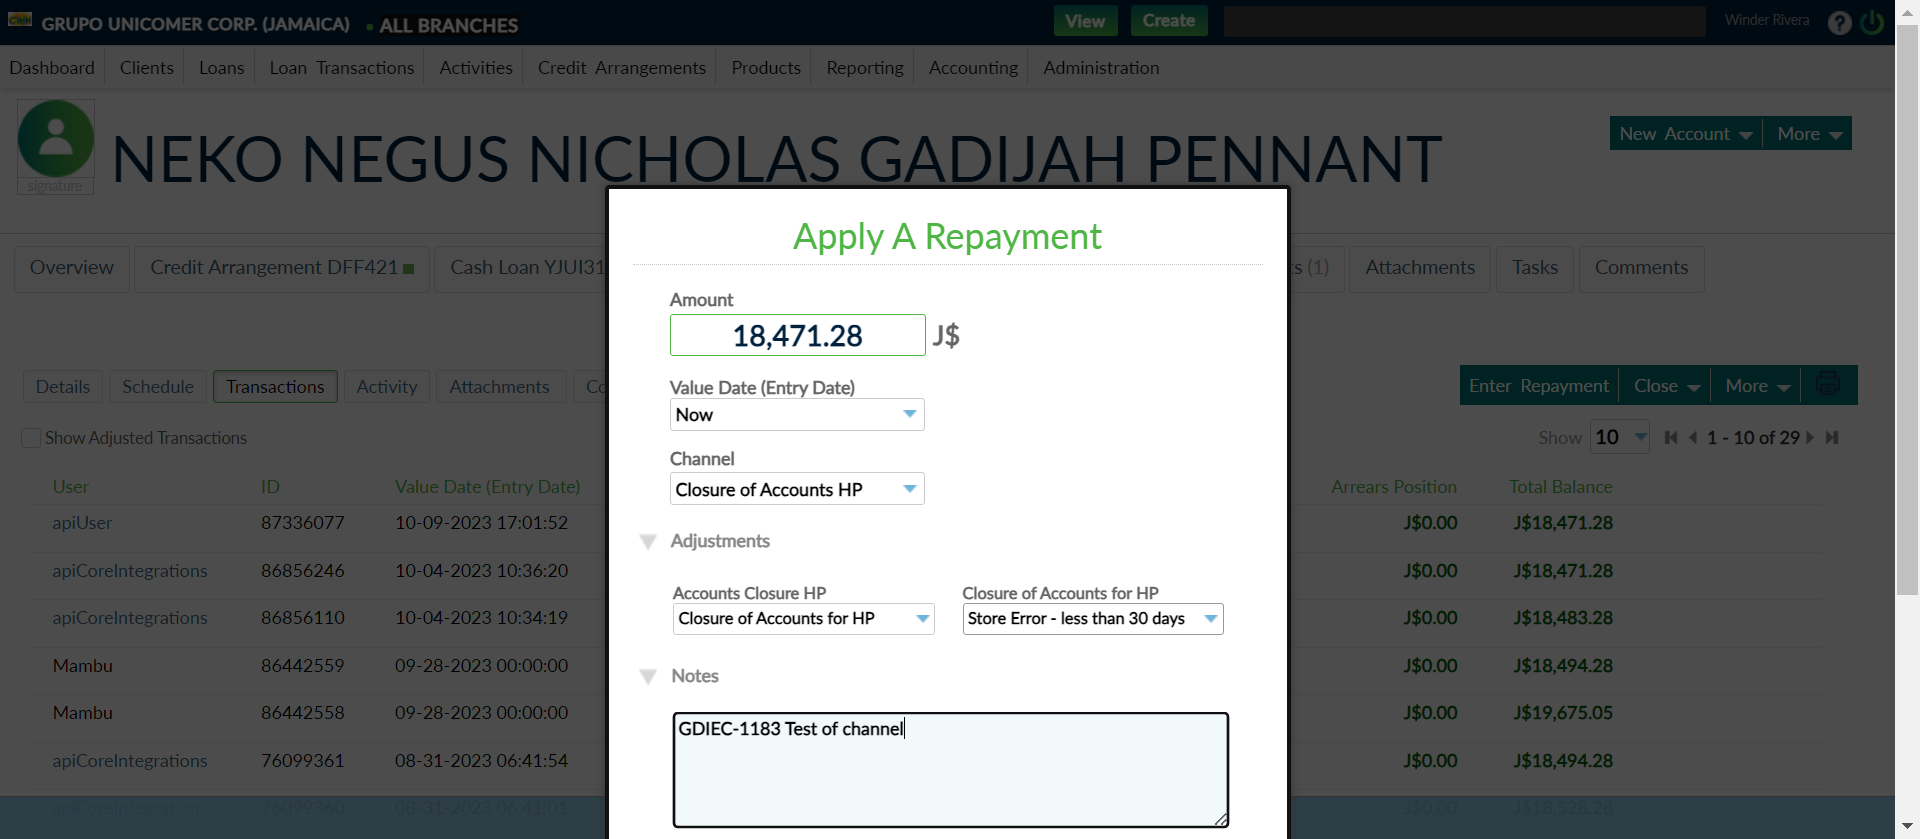 GRUPO UNICOMER CORP. (JAMAICA) • ALL BRANCHES
View Create Winder Rivera ?
Dashboard Clients Loans Loan Transactions Activities Credit Arrangements Products Reporting Accounting Administration
signature
NEKO NEGUS NICHOLAS GADIJAH PENNANT
New Account More
Overview Credit Arrangement DFF421 Cash Loan YJUI31 ts (1) Attachments Tasks Comments
Apply A Repayment
Amount
18,471.28 J$
Value Date (Entry Date)
Now
Channel
Closure of Accounts HP
Adjustments
Accounts Closure HP Closure of Accounts for HP
Closure of Accounts for HP Store Error - less than 30 days
Notes
GDIEC-1183 Test of channel
Details Schedule Transactions Activity Attachments Co
Enter Repayment Close More
Show Adjusted Transactions
Show 10 1 - 10 of 29
User ID Value Date (Entry Date) Arrears Position Total Balance
apiUser 87336077 10-09-2023 17:01:52 J$0.00 J$18,471.28
apiCoreIntegrations 86856246 10-04-2023 10:36:20 J$0.00 J$18,471.28
apiCoreIntegrations 86856110 10-04-2023 10:34:19 J$0.00 J$18,483.28
Mambu 86442559 09-28-2023 00:00:00 J$0.00 J$18,494.28
Mambu 86442558 09-28-2023 00:00:00 J$0.00 J$19,675.05
apiCoreIntegrations 76099361 08-31-2023 06:41:54 J$0.00 J$18,494.28
apiCoreIntegrations 76099360 08-31-2023 06:41:01 J$0.00 J$18,528.28